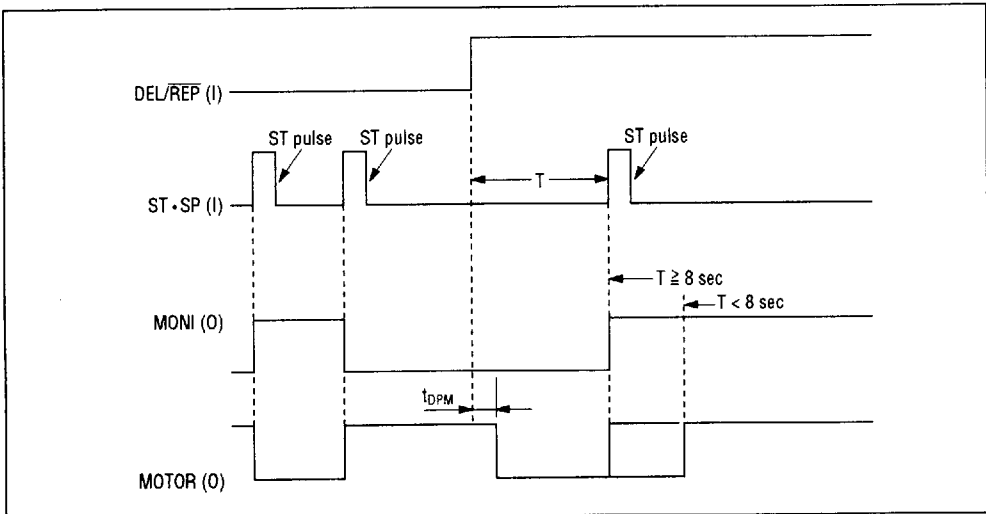 DEL/REP (I)
ST pulse ST pulse ST pulse
T
ST•SP (I)
T ≧ 8 sec
T < 8 sec
MONI (O)
tDPM
MOTOR (O)